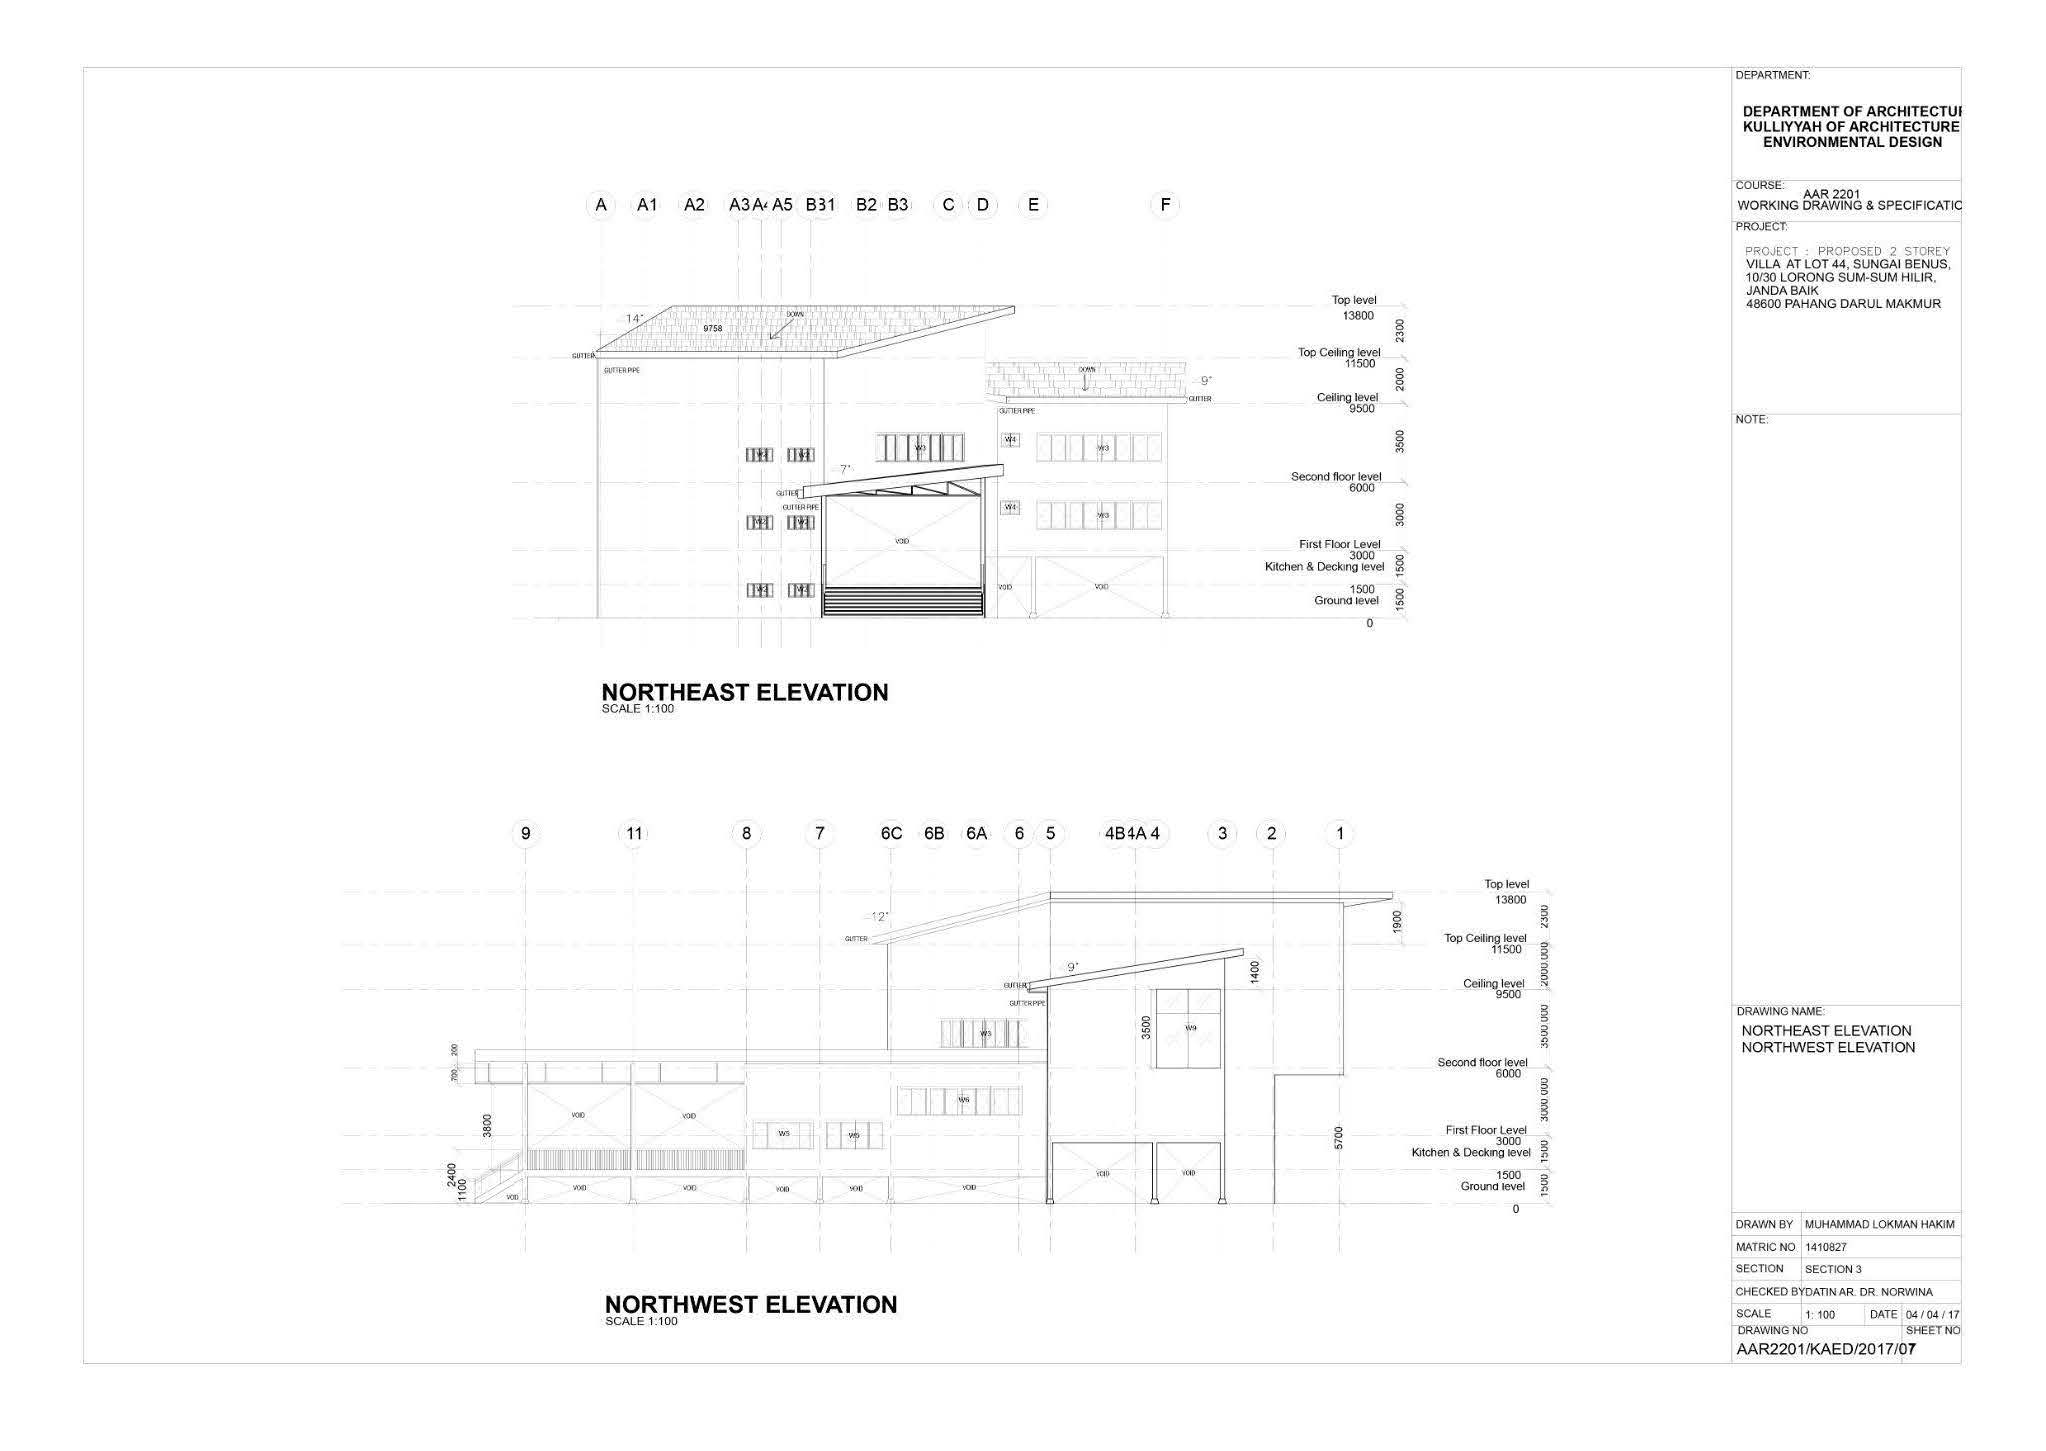 DEPARTMENT:
DEPARTMENT OF ARCHITECTU
KULLIYYAH OF ARCHITECTURE
ENVIRONMENTAL DESIGN
COURSE:
AAR 2201
WORKING DRAWING & SPECIFICATIO
PROJECT:
PROJECT : PROPOSED 2 STOREY
VILLA AT LOT 44, SUNGAI BENUS,
10/30 LORONG SUM-SUM HILIR,
JANDA BAIK
48600 PAHANG DARUL MAKMUR
NOTE:
A A1 A2 A3 A4 A5 B B1 B2 B3 C D E F
14°
9758
DOWN
GUTTER
GUTTER PIPE
DOWN
9°
GUTTER
GUTTER PIPE
W2 W2 W3 W4 W3
7°
GUTTER
GUTTER PIPE
W2 W2 W4 W3
VOID
W2 W2 VOID VOID
Top level
13800
2300
Top Ceiling level
11500
2000
Ceiling level
9500
3500
Second floor level
6000
3000
First Floor Level
3000
1500
Kitchen & Decking level
1500
1500
Ground level
0
NORTHEAST ELEVATION
SCALE 1:100
9 11 8 7 6C 6B 6A 6 5 4B 4A 4 3 2 1
12°
GUTTER
9°
GUTTER
GUTTER PIPE
1900
1400
3500
W9
W3
200
700
3800
VOID VOID
W5 W5 W6
2400
1100
VOID VOID VOID VOID VOID VOID VOID VOID
5700
Top level
13800
2300
Top Ceiling level
11500
2000.000
Ceiling level
9500
3500.000
Second floor level
6000
3000.000
First Floor Level
3000
1500
Kitchen & Decking level
1500
1500
Ground level
0
NORTHWEST ELEVATION
SCALE 1:100
DRAWING NAME:
NORTHEAST ELEVATION
NORTHWEST ELEVATION
DRAWN BY MUHAMMAD LOKMAN HAKIM
MATRIC NO 1410827
SECTION SECTION 3
CHECKED BY DATIN AR. DR. NORWINA
SCALE 1: 100 DATE 04 / 04 / 17
DRAWING NO SHEET NO
AAR2201/KAED/2017/07